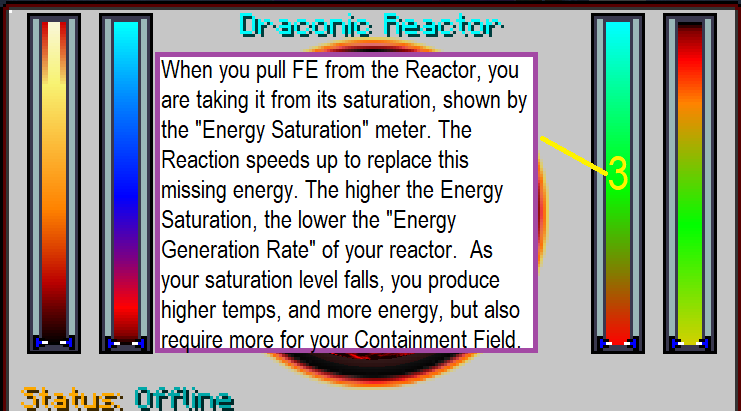 Draconic Reactor
When you pull FE from the Reactor, you
are taking it from its saturation, shown by
the "Energy Saturation" meter. The
Reaction speeds up to replace this
missing energy. The higher the Energy
Saturation, the lower the "Energy
Generation Rate" of your reactor.  As
your saturation level falls, you produce
higher temps, and more energy, but also
require more for your Containment Field.
3
Status: Offline